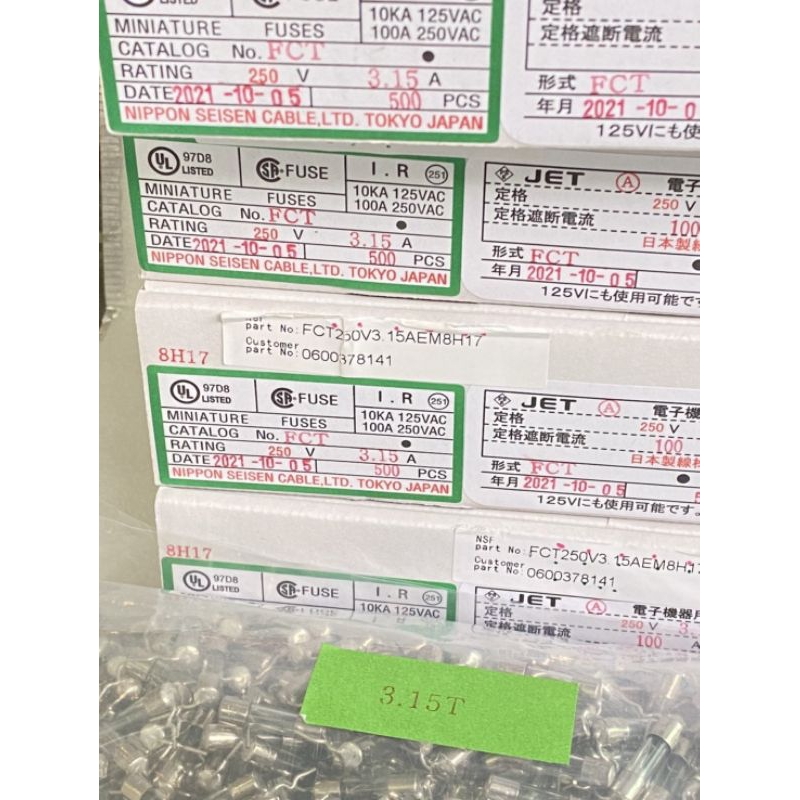 LISTED
MINIATURE FUSES
10KA 125VAC
100A 250VAC
CATALOG No. FCT
RATING 250 V 3.15 A
DATE 2021-10-05 500 PCS
NIPPON SEISEN CABLE,LTD. TOKYO JAPAN
定格
定格遮断電流
形式 FCT
年月 2021-10-0
125Vにも使
UL 97D8 LISTED
SA-FUSE
I.R 251
MINIATURE FUSES
10KA 125VAC
100A 250VAC
CATALOG No. FCT
RATING 250 V 3.15 A
DATE 2021-10-05 500 PCS
NIPPON SEISEN CABLE,LTD. TOKYO JAPAN
JET A 電子
定格 250 V
定格遮断電流 100
日本製線
形式 FCT
年月 2021-10-05
125Vにも使用可能で
part No: FCT250V3.15AEM8H17
Customer
part No: 0600378141
8H17
UL 97D8 LISTED
SA-FUSE
I.R 251
MINIATURE FUSES
10KA 125VAC
100A 250VAC
CATALOG No. FCT
RATING 250 V 3.15 A
DATE 2021-10-05 500 PCS
NIPPON SEISEN CABLE,LTD. TOKYO JAPAN
JET A 電子機
定格 250 V
定格遮断電流 100
日本製線
形式 FCT
年月 2021-10-05
125Vにも使用可能です。
8H17
NSF
part No: FCT250V3.15AEM8H1
Customer
part No: 0600378141
UL 97D8 LISTED
SA-FUSE
I.R 251
10KA 125VAC
JET A 電子機器用
定格 250 V 3.
定格遮断電流 100 A
3.15T